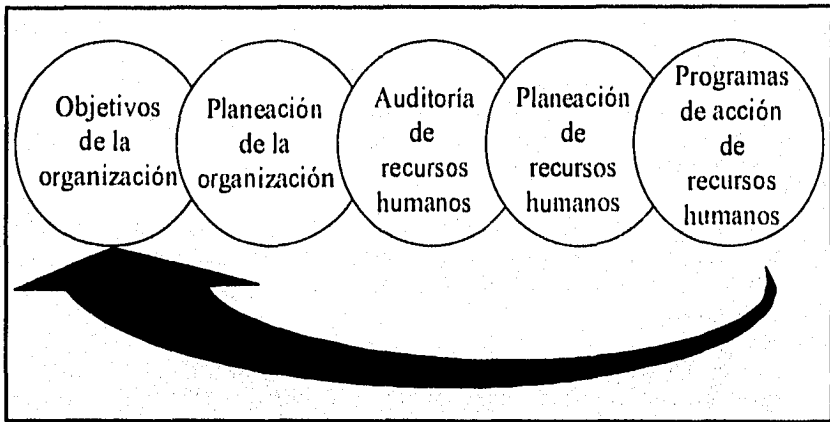 Objetivos
de la
organización
Planeación
de la
organización
Auditoría
de
recursos
humanos
Planeación
de
recursos
humanos
Programas
de acción
de
recursos
humanos